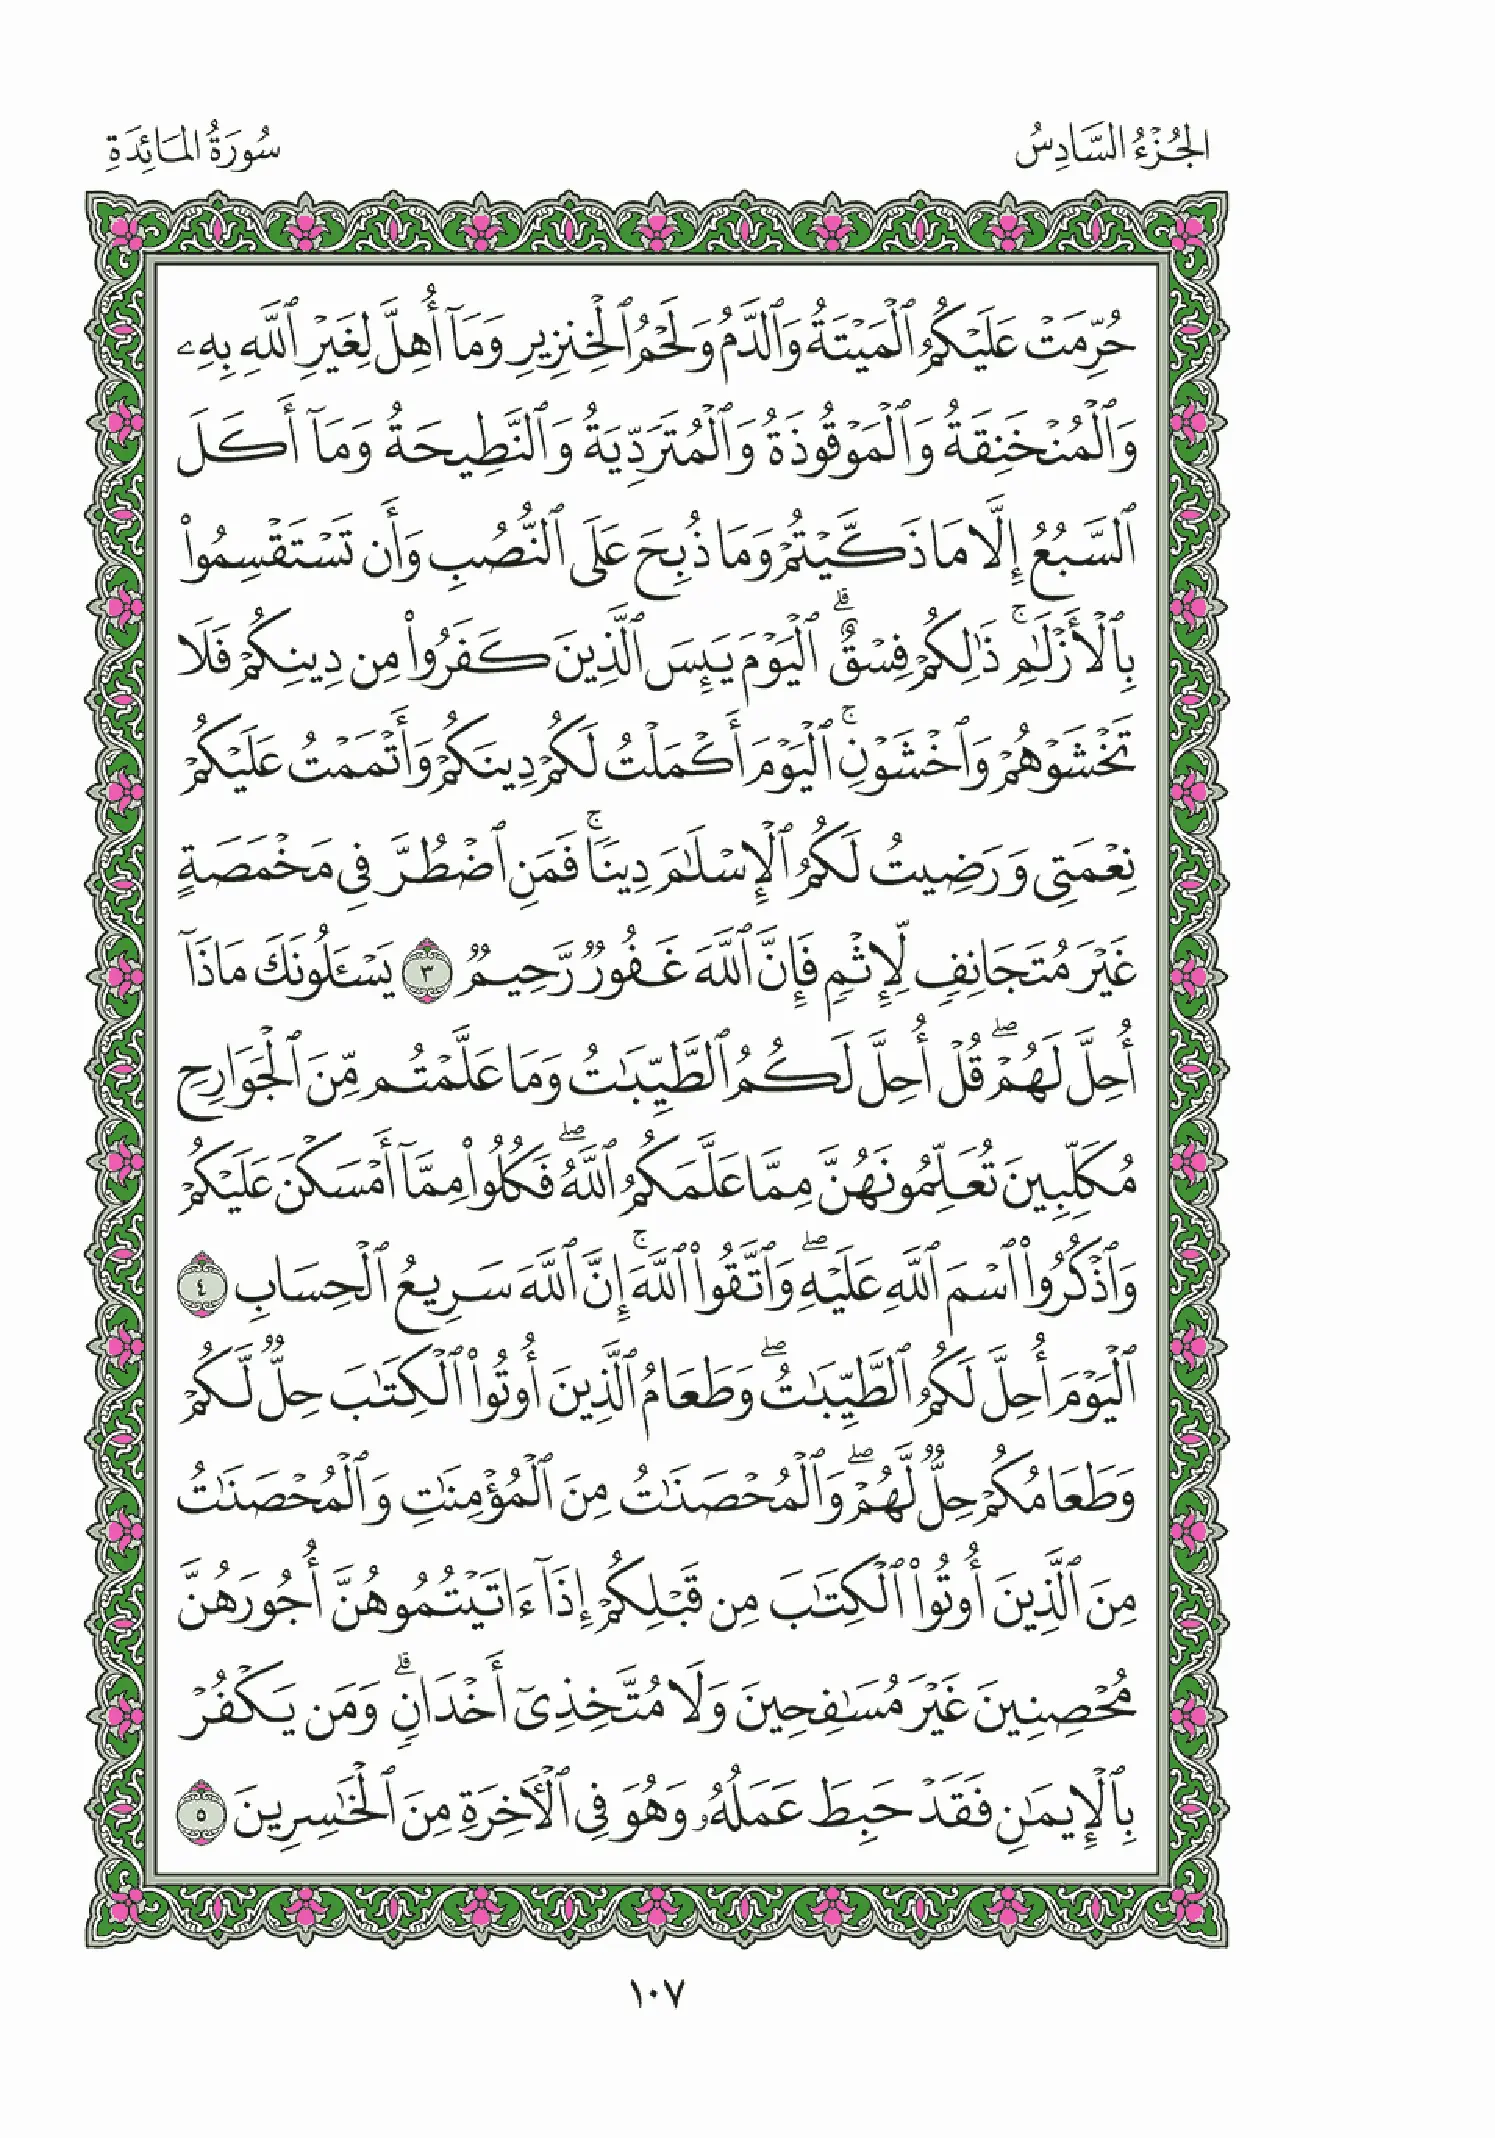 الجُزْءُ السَّادِسُ
سُورَةُ المَائِدَةِ
حُرِّمَتْ عَلَيْكُمُ ٱلْمَيْتَةُ وَٱلدَّمُ وَلَحْمُ ٱلْخِنزِيرِ وَمَآ أُهِلَّ لِغَيْرِ ٱللَّهِ بِهِۦ
وَٱلْمُنْخَنِقَةُ وَٱلْمَوْقُوذَةُ وَٱلْمُتَرَدِّيَةُ وَٱلنَّطِيحَةُ وَمَآ أَكَلَ
ٱلسَّبُعُ إِلَّا مَا ذَكَّيْتُمْ وَمَا ذُبِحَ عَلَى ٱلنُّصُبِ وَأَن تَسْتَقْسِمُوا۟
بِٱلْأَزْلَـٰمِ ۚ ذَٰلِكُمْ فِسْقٌ ۗ ٱلْيَوْمَ يَئِسَ ٱلَّذِينَ كَفَرُوا۟ مِن دِينِكُمْ فَلَا
تَخْشَوْهُمْ وَٱخْشَوْنِ ۚ ٱلْيَوْمَ أَكْمَلْتُ لَكُمْ دِينَكُمْ وَأَتْمَمْتُ عَلَيْكُمْ
نِعْمَتِى وَرَضِيتُ لَكُمُ ٱلْإِسْلَـٰمَ دِينًا ۚ فَمَنِ ٱضْطُرَّ فِى مَخْمَصَةٍ
غَيْرَ مُتَجَانِفٍ لِّإِثْمٍ فَإِنَّ ٱللَّهَ غَفُورٌ رَّحِيمٌ ٣ يَسْـَٔلُونَكَ مَاذَآ
أُحِلَّ لَهُمْ ۖ قُلْ أُحِلَّ لَكُمُ ٱلطَّيِّبَـٰتُ وَمَا عَلَّمْتُم مِّنَ ٱلْجَوَارِحِ
مُكَلِّبِينَ تُعَلِّمُونَهُنَّ مِمَّا عَلَّمَكُمُ ٱللَّهُ ۖ فَكُلُوا۟ مِمَّآ أَمْسَكْنَ عَلَيْكُمْ
وَٱذْكُرُوا۟ ٱسْمَ ٱللَّهِ عَلَيْهِ ۖ وَٱتَّقُوا۟ ٱللَّهَ ۚ إِنَّ ٱللَّهَ سَرِيعُ ٱلْحِسَابِ ٤
ٱلْيَوْمَ أُحِلَّ لَكُمُ ٱلطَّيِّبَـٰتُ ۖ وَطَعَامُ ٱلَّذِينَ أُوتُوا۟ ٱلْكِتَـٰبَ حِلٌّ لَّكُمْ
وَطَعَامُكُمْ حِلٌّ لَّهُمْ ۖ وَٱلْمُحْصَنَـٰتُ مِنَ ٱلْمُؤْمِنَـٰتِ وَٱلْمُحْصَنَـٰتُ
مِنَ ٱلَّذِينَ أُوتُوا۟ ٱلْكِتَـٰبَ مِن قَبْلِكُمْ إِذَآ ءَاتَيْتُمُوهُنَّ أُجُورَهُنَّ
مُحْصِنِينَ غَيْرَ مُسَـٰفِحِينَ وَلَا مُتَّخِذِىٓ أَخْدَانٍ ۗ وَمَن يَكْفُرْ
بِٱلْإِيمَـٰنِ فَقَدْ حَبِطَ عَمَلُهُۥ وَهُوَ فِى ٱلْـَٔاخِرَةِ مِنَ ٱلْخَـٰسِرِينَ ٥
١٠٧